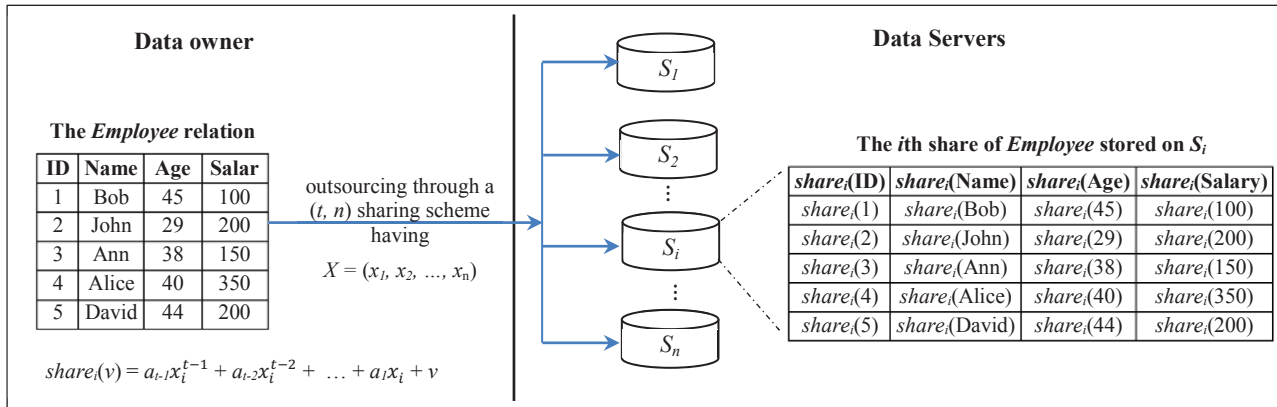 Data owner
The Employee relation
ID Name Age Salar
1 Bob 45 100
2 John 29 200
3 Ann 38 150
4 Alice 40 350
5 David 44 200
shareᵢ(v) = aₜ₋₁xᵢᵗ⁻¹ + aₜ₋₂xᵢᵗ⁻² + … + a₁xᵢ + v
outsourcing through a
(t, n) sharing scheme
having
X = (x₁, x₂, …, xₙ)
Data Servers
S₁
S₂
⋮
Sᵢ
⋮
Sₙ
The ith share of Employee stored on Sᵢ
shareᵢ(ID) shareᵢ(Name) shareᵢ(Age) shareᵢ(Salary)
shareᵢ(1) shareᵢ(Bob) shareᵢ(45) shareᵢ(100)
shareᵢ(2) shareᵢ(John) shareᵢ(29) shareᵢ(200)
shareᵢ(3) shareᵢ(Ann) shareᵢ(38) shareᵢ(150)
shareᵢ(4) shareᵢ(Alice) shareᵢ(40) shareᵢ(350)
shareᵢ(5) shareᵢ(David) shareᵢ(44) shareᵢ(200)